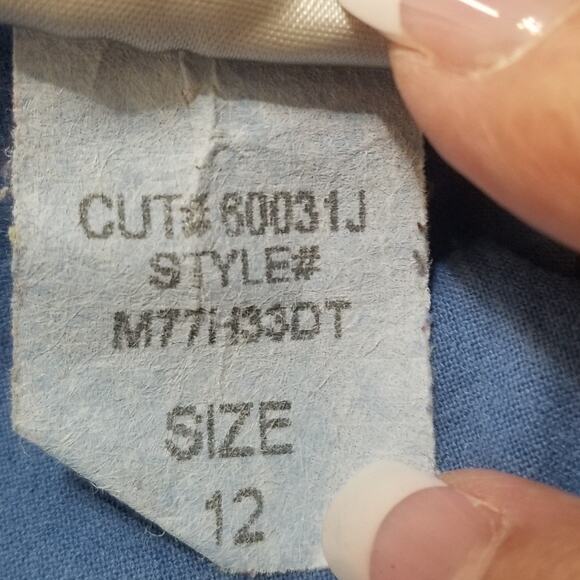 CUT# 60031J
STYLE#
M77H33DT
SIZE
12